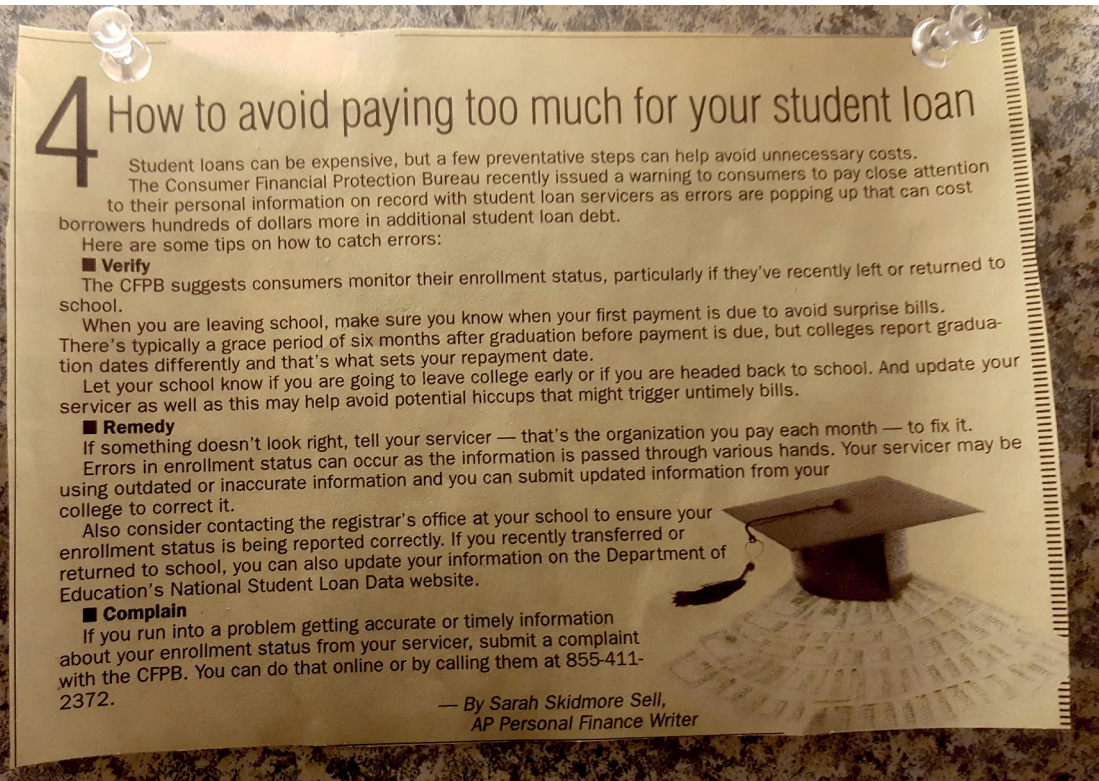 4 How to avoid paying too much for your student loan
Student loans can be expensive, but a few preventative steps can help avoid unnecessary costs.
The Consumer Financial Protection Bureau recently issued a warning to consumers to pay close attention
to their personal information on record with student loan servicers as errors are popping up that can cost
borrowers hundreds of dollars more in additional student loan debt.
Here are some tips on how to catch errors:
■ Verify
The CFPB suggests consumers monitor their enrollment status, particularly if they've recently left or returned to
school.
When you are leaving school, make sure you know when your first payment is due to avoid surprise bills.
There's typically a grace period of six months after graduation before payment is due, but colleges report gradua-
tion dates differently and that's what sets your repayment date.
Let your school know if you are going to leave college early or if you are headed back to school. And update your
servicer as well as this may help avoid potential hiccups that might trigger untimely bills.
■ Remedy
If something doesn't look right, tell your servicer — that's the organization you pay each month — to fix it.
Errors in enrollment status can occur as the information is passed through various hands. Your servicer may be
using outdated or inaccurate information and you can submit updated information from your
college to correct it.
Also consider contacting the registrar's office at your school to ensure your
enrollment status is being reported correctly. If you recently transferred or
returned to school, you can also update your information on the Department of
Education's National Student Loan Data website.
■ Complain
If you run into a problem getting accurate or timely information
about your enrollment status from your servicer, submit a complaint
with the CFPB. You can do that online or by calling them at 855-411-
2372.
— By Sarah Skidmore Sell,
AP Personal Finance Writer